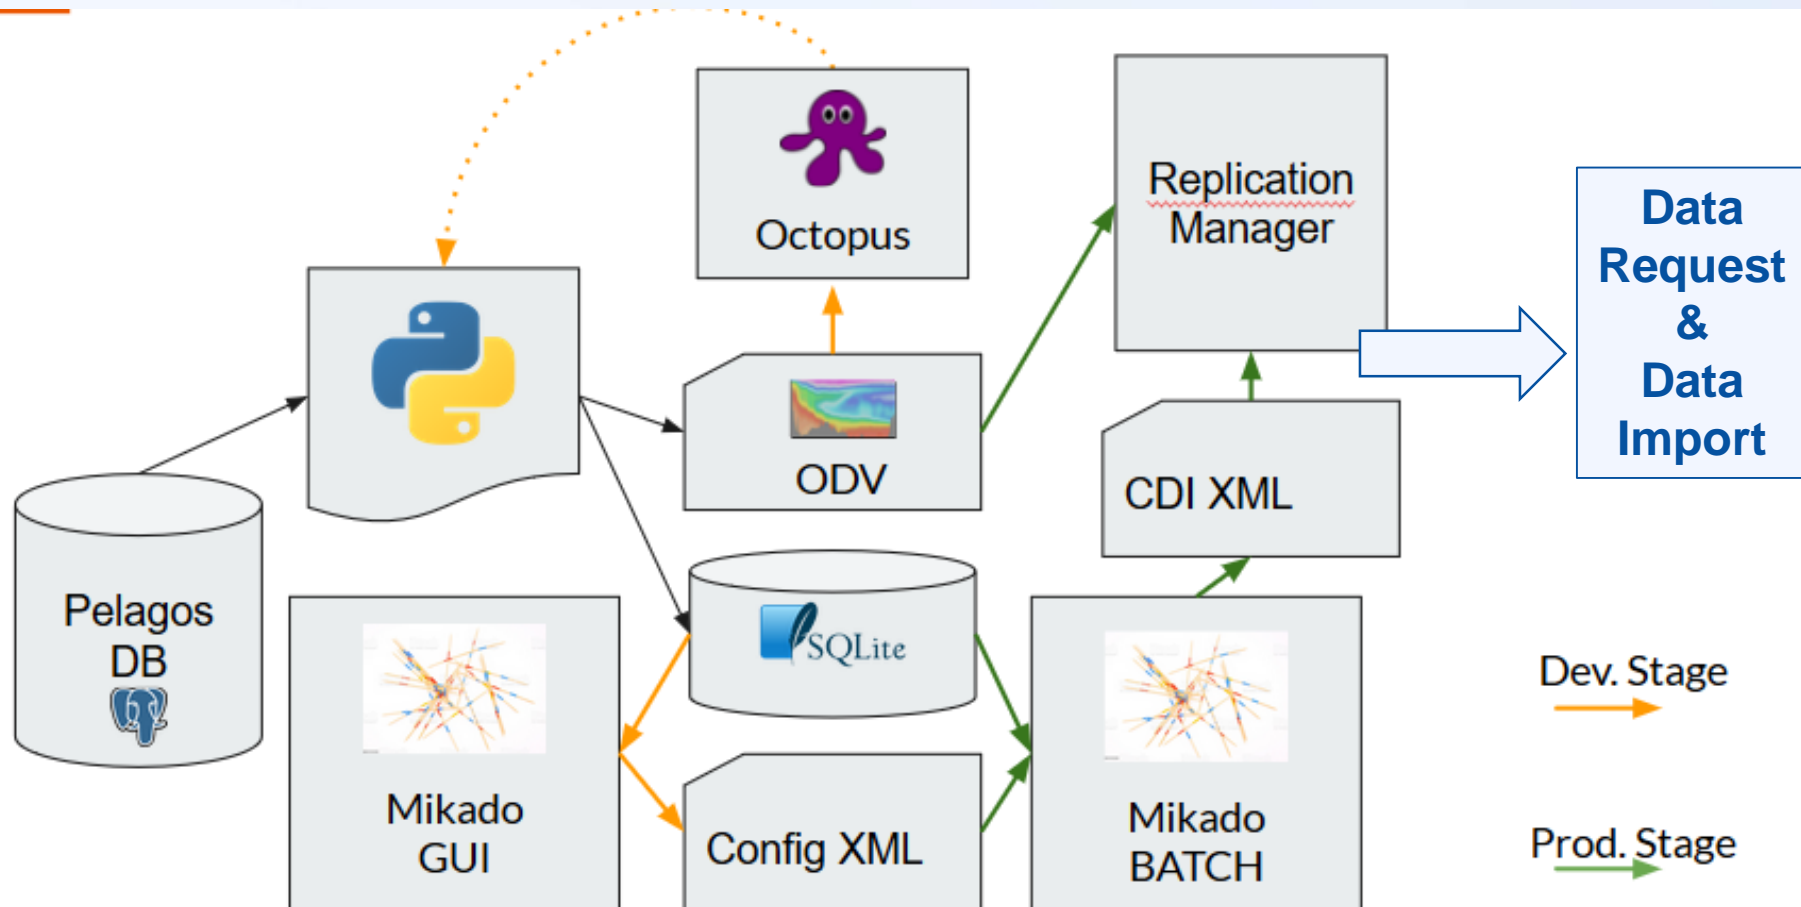 Octopus
Replication
Manager
Data
Request
&
Data
Import
ODV
CDI XML
Pelagos
DB
SQLite
Mikado
GUI
Config XML
Mikado
BATCH
Dev. Stage
Prod. Stage